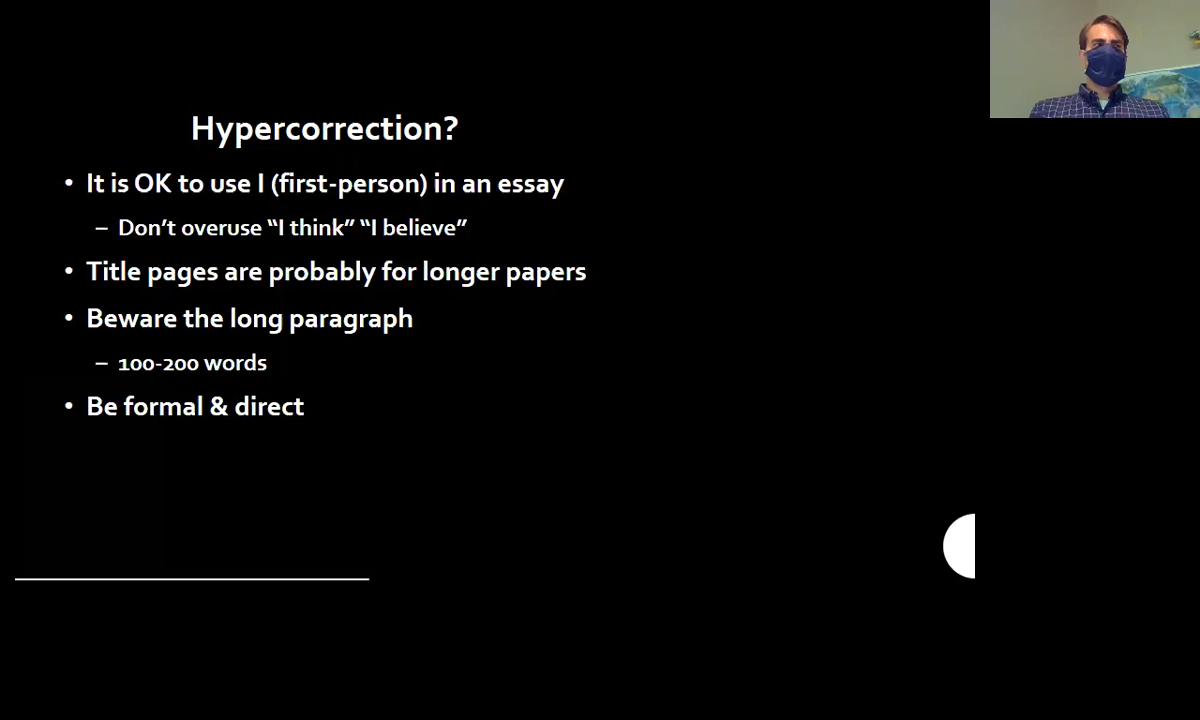 Hypercorrection?
• It is OK to use I (first-person) in an essay
– Don’t overuse “I think” “I believe”
• Title pages are probably for longer papers
• Beware the long paragraph
– 100-200 words
• Be formal & direct